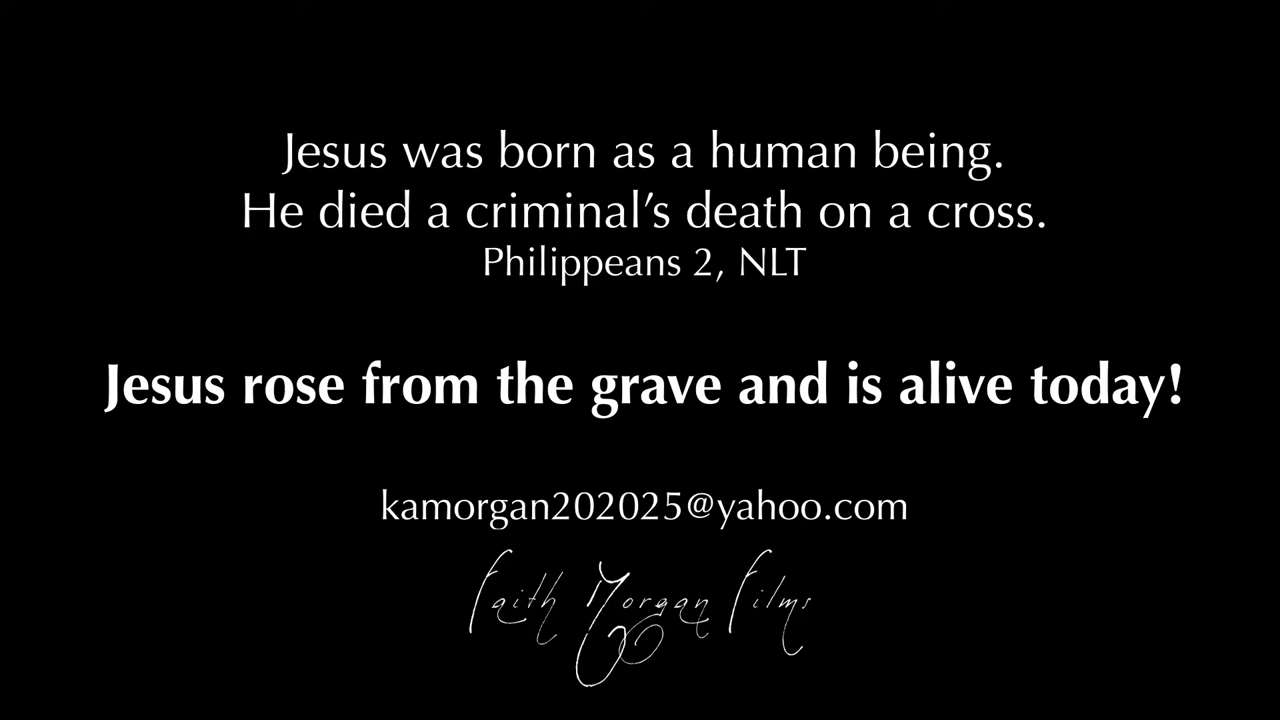 Jesus was born as a human being.
He died a criminal’s death on a cross.
Philippeans 2, NLT
Jesus rose from the grave and is alive today!
kamorgan202025@yahoo.com
Faith Morgan Films